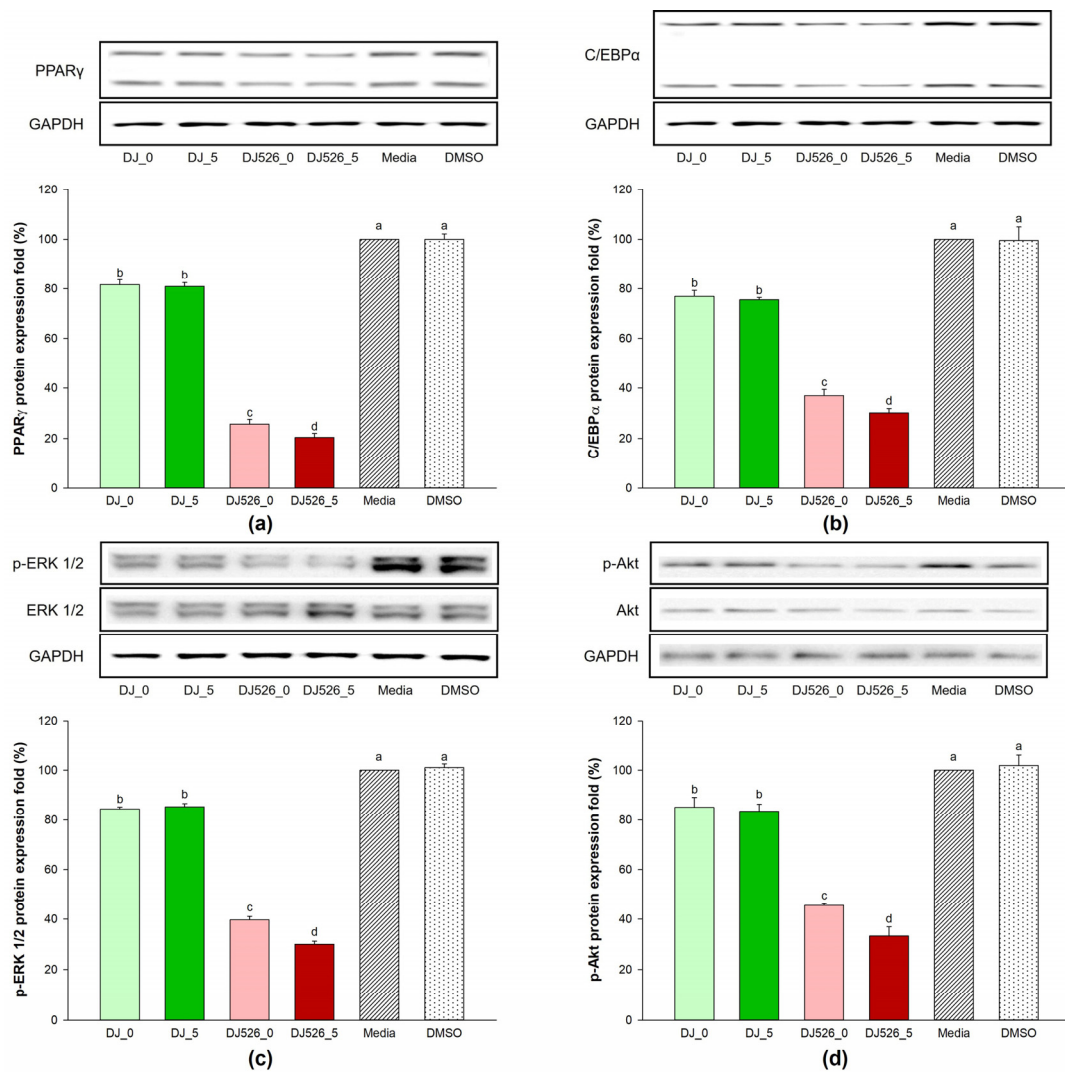 PPARγ
GAPDH
DJ_0 DJ_5 DJ526_0 DJ526_5 Media DMSO
PPARγ protein expression fold (%)
120
100
80
60
40
20
0
b b c d a a
DJ_0 DJ_5 DJ526_0 DJ526_5 Media DMSO
(a)
C/EBPα
GAPDH
DJ_0 DJ_5 DJ526_0 DJ526_5 Media DMSO
C/EBPα protein expression fold (%)
120
100
80
60
40
20
0
b b c d a a
DJ_0 DJ_5 DJ526_0 DJ526_5 Media DMSO
(b)
p-ERK 1/2
ERK 1/2
GAPDH
DJ_0 DJ_5 DJ526_0 DJ526_5 Media DMSO
p-ERK 1/2 protein expression fold (%)
120
100
80
60
40
20
0
b b c d a a
DJ_0 DJ_5 DJ526_0 DJ526_5 Media DMSO
(c)
p-Akt
Akt
GAPDH
DJ_0 DJ_5 DJ526_0 DJ526_5 Media DMSO
p-Akt protein expression fold (%)
120
100
80
60
40
20
0
b b c d a a
DJ_0 DJ_5 DJ526_0 DJ526_5 Media DMSO
(d)